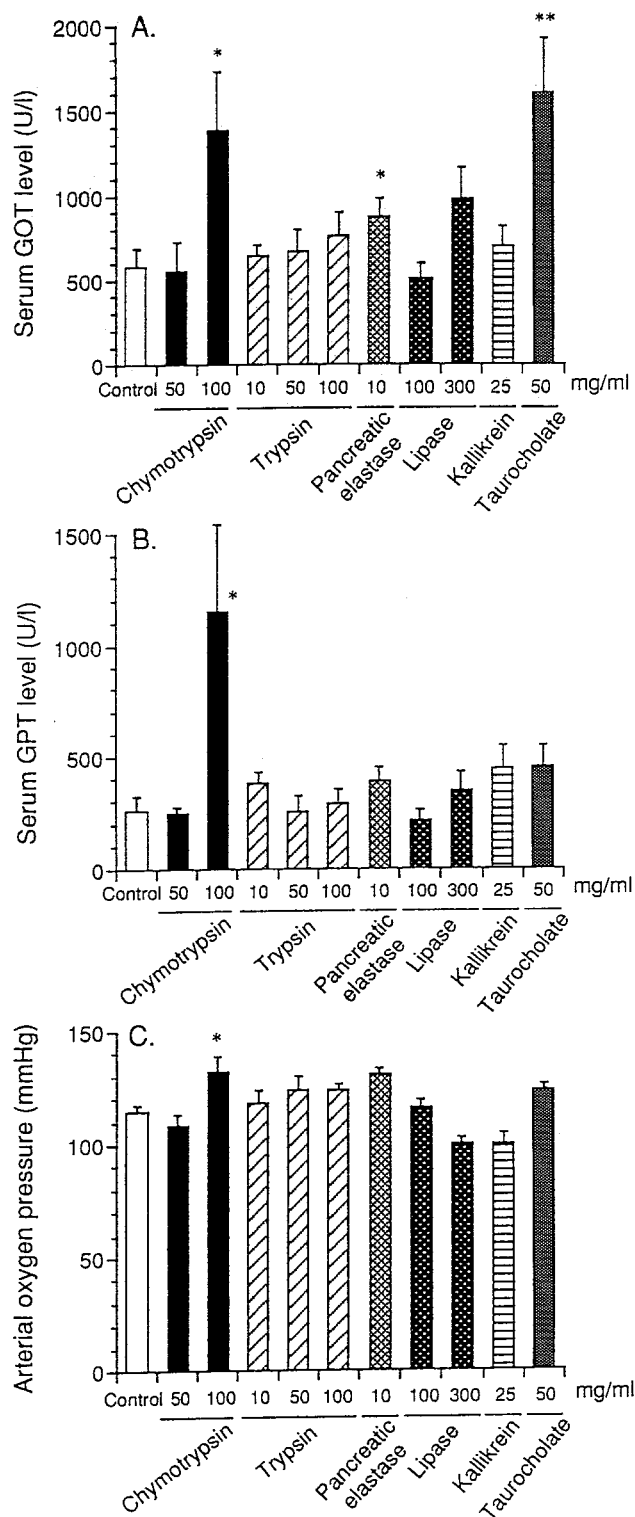 A.
Serum GOT level (U/l)
2000
1500
1000
500
0
*
*
**
Control 50 100 10 50 100 10 100 300 25 50 mg/ml
Chymotrypsin
Trypsin
Pancreatic
elastase
Lipase
Kallikrein
Taurocholate
B.
Serum GPT level (U/l)
1500
1000
500
0
*
Control 50 100 10 50 100 10 100 300 25 50 mg/ml
Chymotrypsin
Trypsin
Pancreatic
elastase
Lipase
Kallikrein
Taurocholate
C.
Arterial oxygen pressure (mmHg)
150
100
50
0
*
Control 50 100 10 50 100 10 100 300 25 50 mg/ml
Chymotrypsin
Trypsin
Pancreatic
elastase
Lipase
Kallikrein
Taurocholate